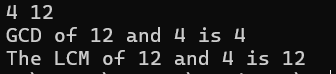 4 12
GCD of 12 and 4 is 4
The LCM of 12 and 4 is 12